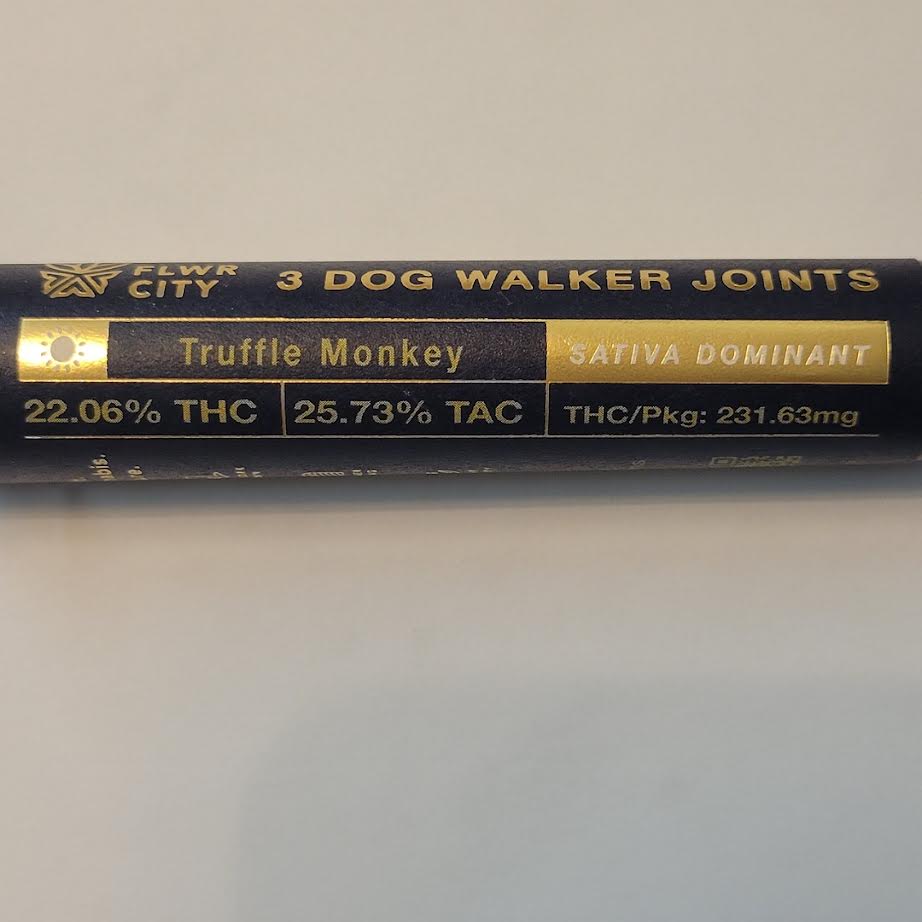 FLWR
CITY
3 DOG WALKER JOINTS
Truffle Monkey
SATIVA DOMINANT
22.06% THC
25.73% TAC
THC/Pkg: 231.63mg